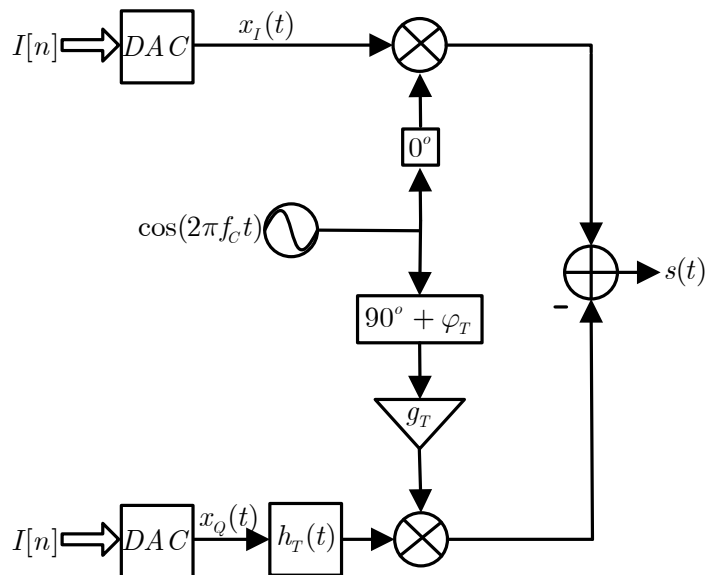 I[n]
DAC
x_I(t)
0^o
cos(2πf_C t)
s(t)
-
90^o + φ_T
g_T
I[n]
DAC
x_Q(t)
h_T(t)